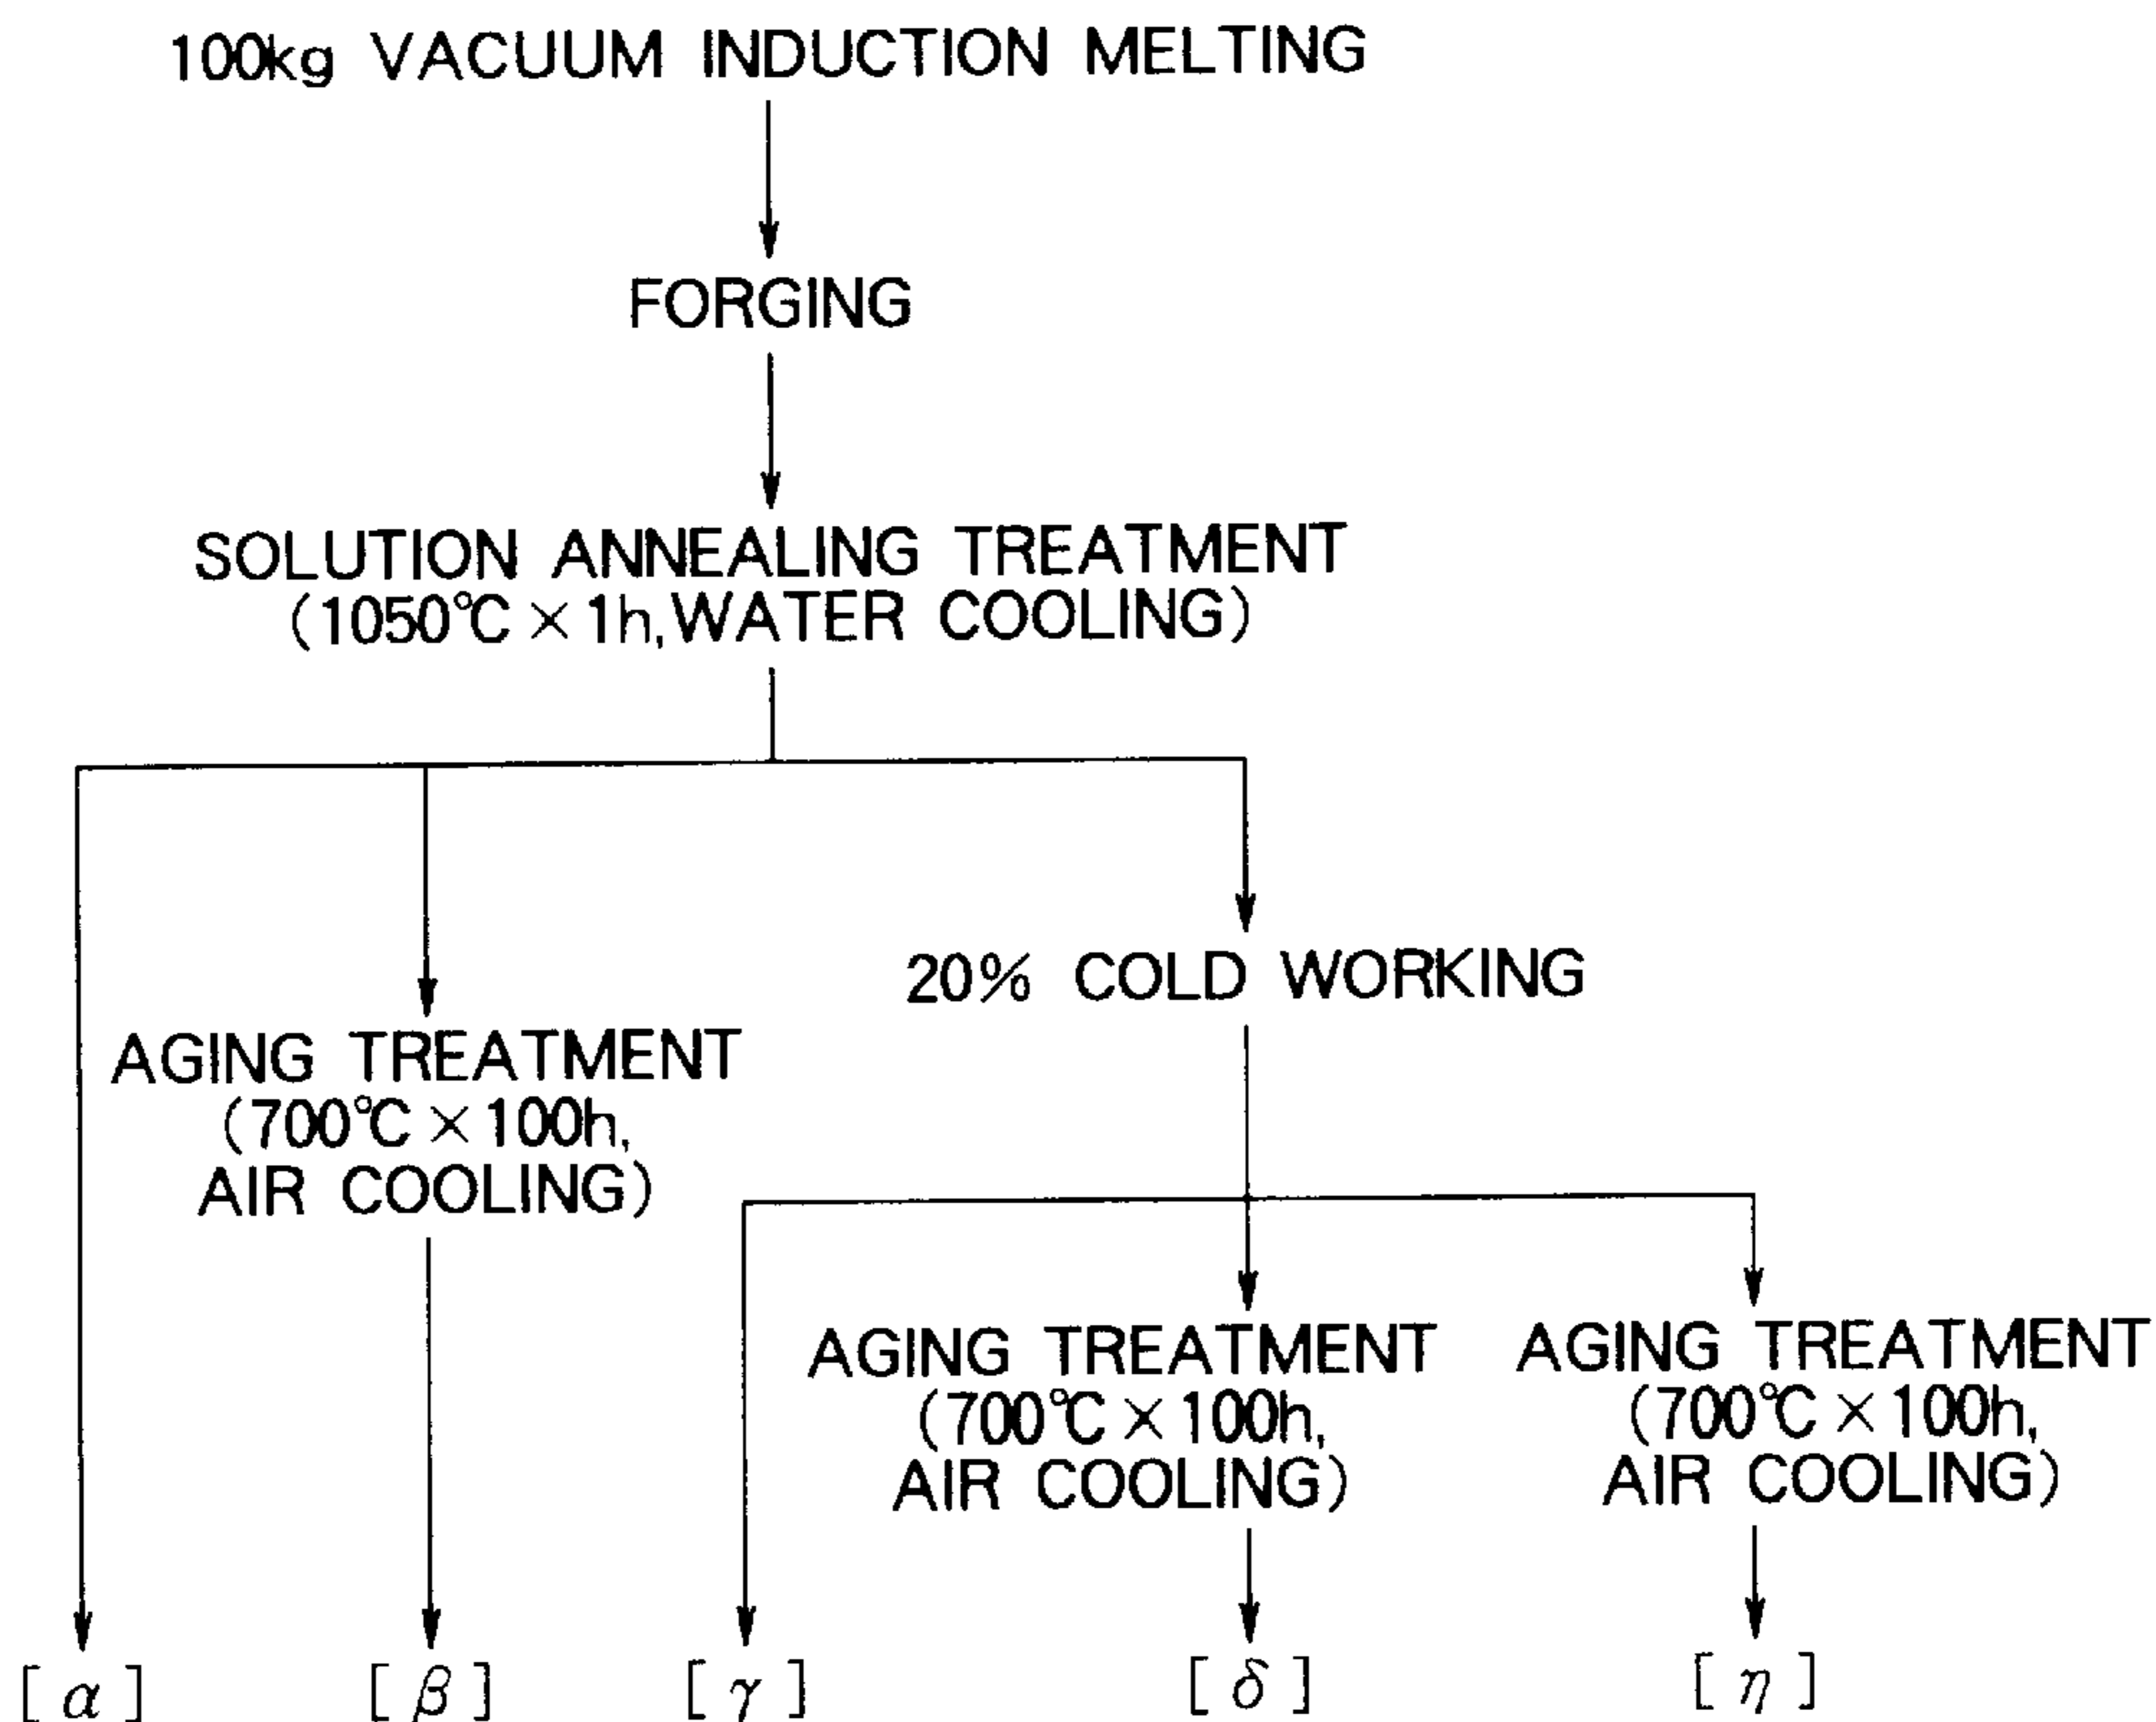 100kg VACUUM INDUCTION MELTING
FORGING
SOLUTION ANNEALING TREATMENT
(1050℃×1h,WATER COOLING)
20% COLD WORKING
AGING TREATMENT
(700℃×100h,
AIR COOLING)
AGING TREATMENT
(700℃×100h,
AIR COOLING)
AGING TREATMENT
(700℃×100h,
AIR COOLING)
[α]
[β]
[γ]
[δ]
[η]